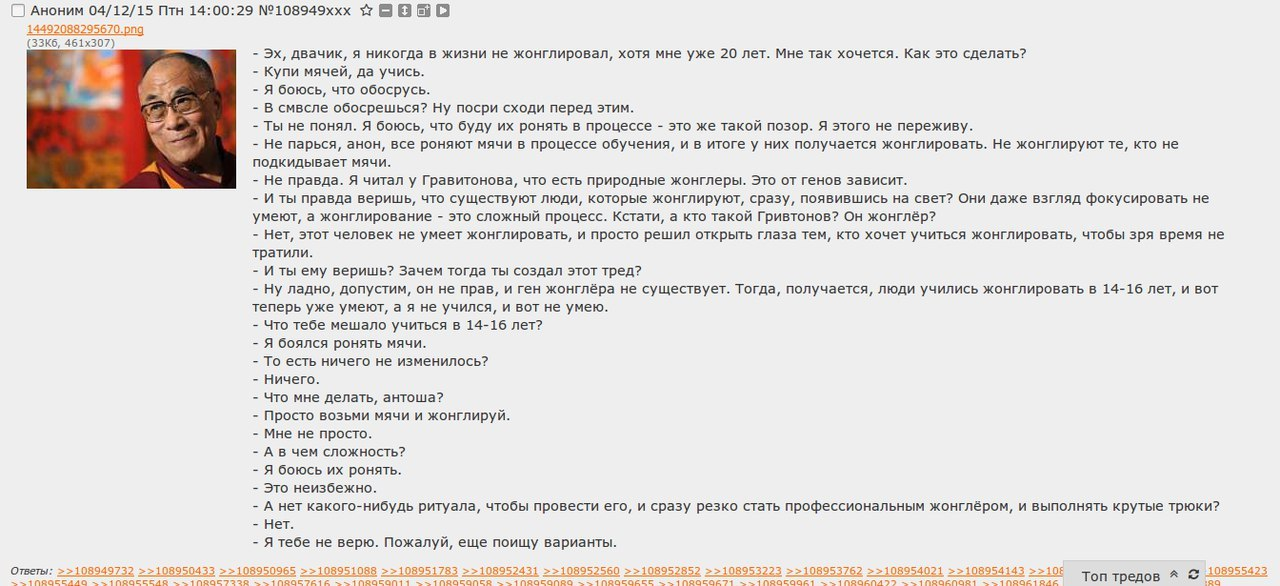 Аноним 04/12/15 Птн 14:00:29 №108949xxx
14492088295670.png
(33Кб, 461x307)
- Эх, двачик, я никогда в жизни не жонглировал, хотя мне уже 20 лет. Мне так хочется. Как это сделать?
- Купи мячей, да учись.
- Я боюсь, что обосрусь.
- В смвсле обосрешься? Ну посри сходи перед этим.
- Ты не понял. Я боюсь, что буду их ронять в процессе - это же такой позор. Я этого не переживу.
- Не парься, анон, все роняют мячи в процессе обучения, и в итоге у них получается жонглировать. Не жонглируют те, кто не
подкидывает мячи.
- Не правда. Я читал у Гравитонова, что есть природные жонглеры. Это от генов зависит.
- И ты правда веришь, что существуют люди, которые жонглируют, сразу, появившись на свет? Они даже взгляд фокусировать не
умеют, а жонглирование - это сложный процесс. Кстати, а кто такой Гривтонов? Он жонглёр?
- Нет, этот человек не умеет жонглировать, и просто решил открыть глаза тем, кто хочет учиться жонглировать, чтобы зря время не
тратили.
- И ты ему веришь? Зачем тогда ты создал этот тред?
- Ну ладно, допустим, он не прав, и ген жонглёра не существует. Тогда, получается, люди учились жонглировать в 14-16 лет, и вот
теперь уже умеют, а я не учился, и вот не умею.
- Что тебе мешало учиться в 14-16 лет?
- Я боялся ронять мячи.
- То есть ничего не изменилось?
- Ничего.
- Что мне делать, антоша?
- Просто возьми мячи и жонглируй.
- Мне не просто.
- А в чем сложность?
- Я боюсь их ронять.
- Это неизбежно.
- А нет какого-нибудь ритуала, чтобы провести его, и сразу резко стать профессиональным жонглёром, и выполнять крутые трюки?
- Нет.
- Я тебе не верю. Пожалуй, еще поищу варианты.
Ответы: >>108949732 >>108950433 >>108950965 >>108951088 >>108951783 >>108952431 >>108952560 >>108952852 >>108953223 >>108953762 >>108954021 >>108954143 >>108 108955423
>>108955449 >>108955548 >>108957338 >>108957616 >>108959011 >>108959058 >>108959089 >>108959655 >>108959671 >>108959961 >>108960422 >>108960981 >>108961846
Топ тредов